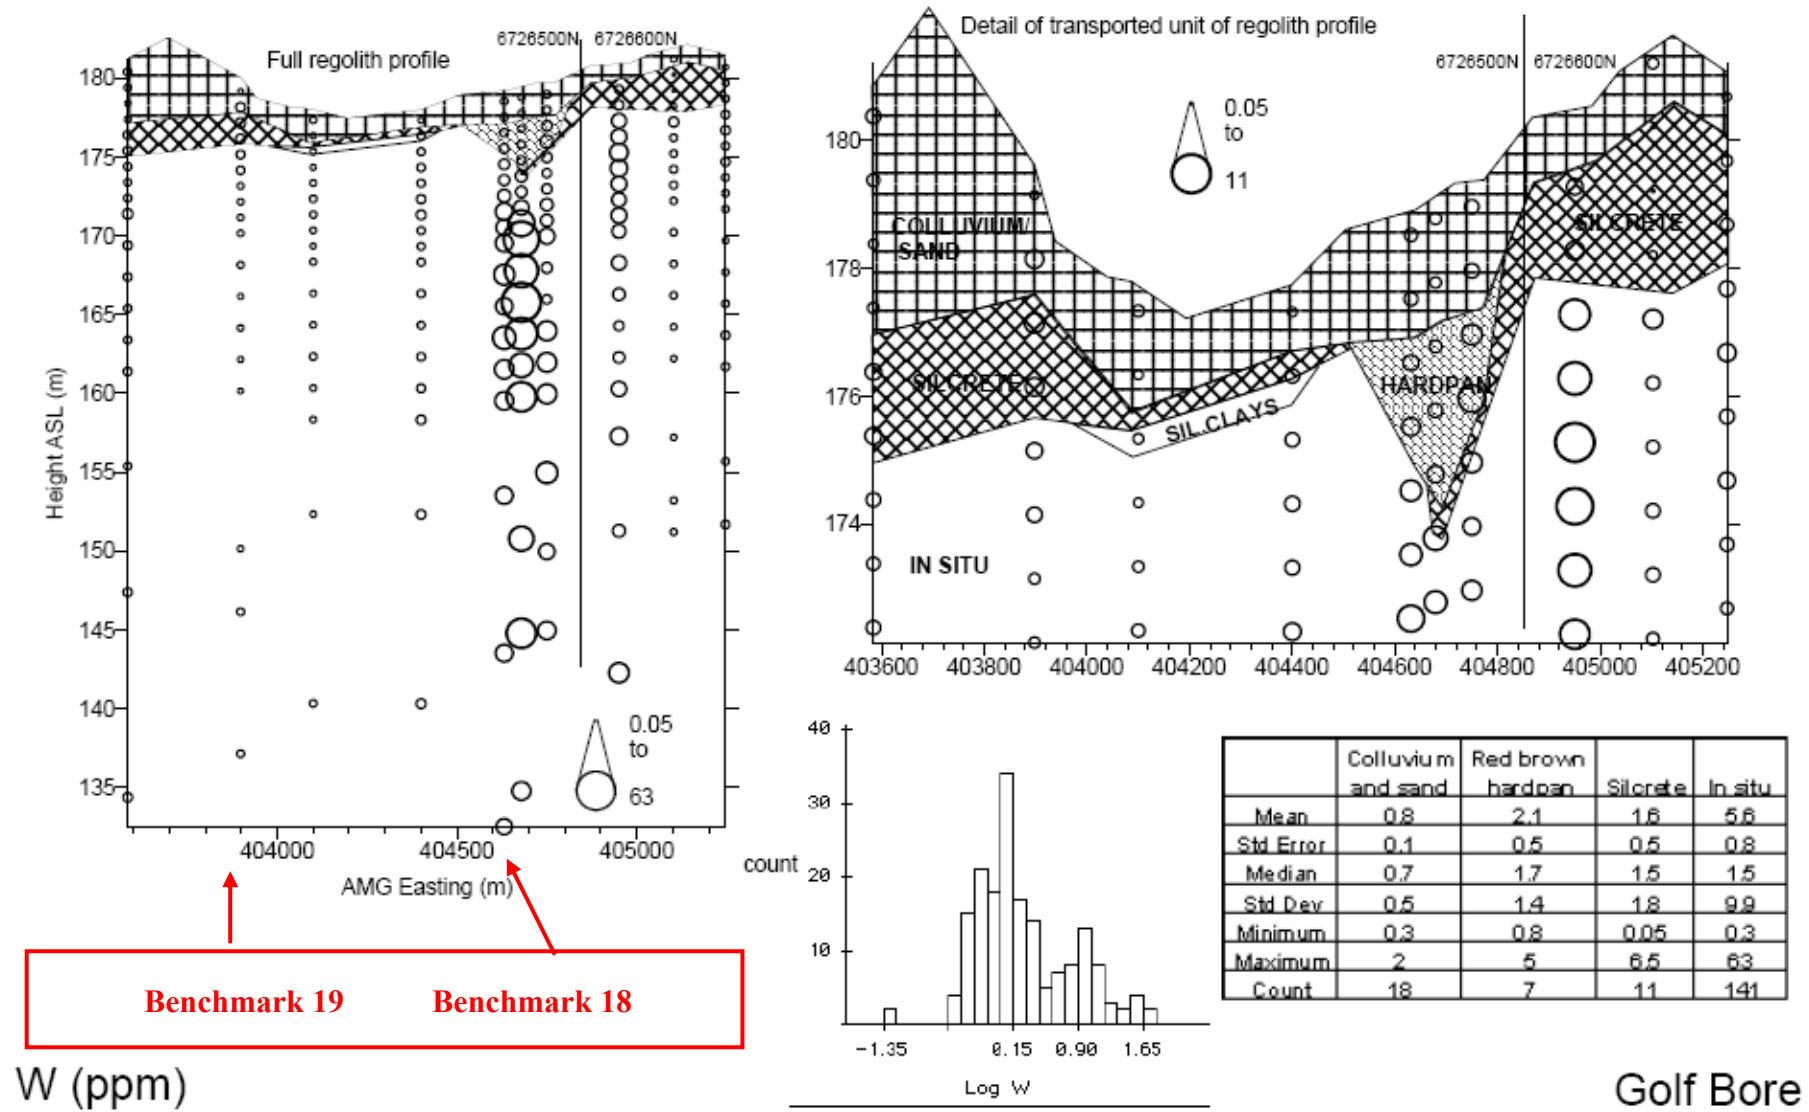 Full regolith profile
6726500N 6726600N
180
175
170
165
160
155
150
145
140
135
Height ASL (m)
404000 404500 405000
AMG Easting (m)
0.05
to
63
Detail of transported unit of regolith profile
6726500N 6726600N
0.05
to
11
180
178
176
174
COLLUVIUM/
SAND
SILCRETE
SILCRETE
HARDPAN
SIL.CLAYS
IN SITU
403600 403800 404000 404200 404400 404600 404800 405000 405200
Benchmark 19 Benchmark 18
40
30
20
10
count
-1.35 0.15 0.90 1.65
Log W
Colluvium Red brown
and sand hardpan Silcrete In situ
Mean 0.8 2.1 1.6 5.6
Std Error 0.1 0.5 0.5 0.8
Median 0.7 1.7 1.5 1.5
Std Dev 0.5 1.4 1.8 9.9
Minimum 0.3 0.8 0.05 0.3
Maximum 2 5 6.5 63
Count 18 7 11 141
W (ppm)
Golf Bore